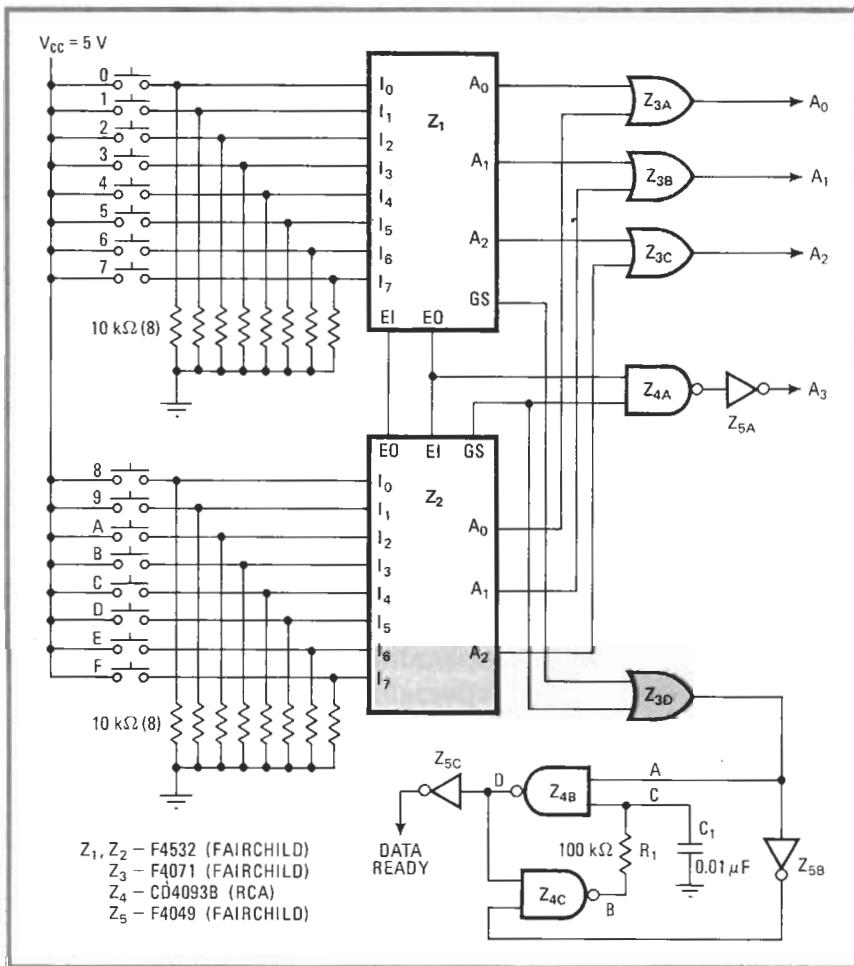 V_CC = 5 V
0
1
2
3
4
5
6
7
I_0
I_1
I_2
I_3
I_4
I_5
I_6
I_7
Z_1
A_0
A_1
A_2
GS
EI
EO
10 kΩ (8)
Z_3A
A_0
Z_3B
A_1
Z_3C
A_2
Z_4A
Z_5A
A_3
8
9
A
B
C
D
E
F
EO
EI
GS
I_0
I_1
I_2
I_3
I_4
I_5
I_6
I_7
Z_2
A_0
A_1
A_2
10 kΩ (8)
Z_3D
Z_5C
D
Z_4B
A
C
DATA
READY
100 kΩ
R_1
C_1
0.01 μF
Z_5B
Z_4C
B
Z_1, Z_2 – F4532 (FAIRCHILD)
Z_3 – F4071 (FAIRCHILD)
Z_4 – CD4093B (RCA)
Z_5 – F4049 (FAIRCHILD)